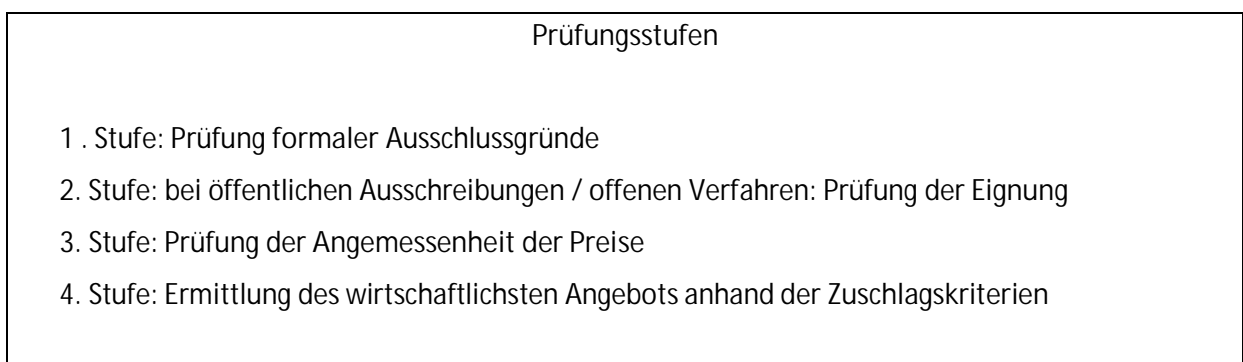 Prüfungsstufen
1 . Stufe: Prüfung formaler Ausschlussgründe
2. Stufe: bei öffentlichen Ausschreibungen / offenen Verfahren: Prüfung der Eignung
3. Stufe: Prüfung der Angemessenheit der Preise
4. Stufe: Ermittlung des wirtschaftlichsten Angebots anhand der Zuschlagskriterien